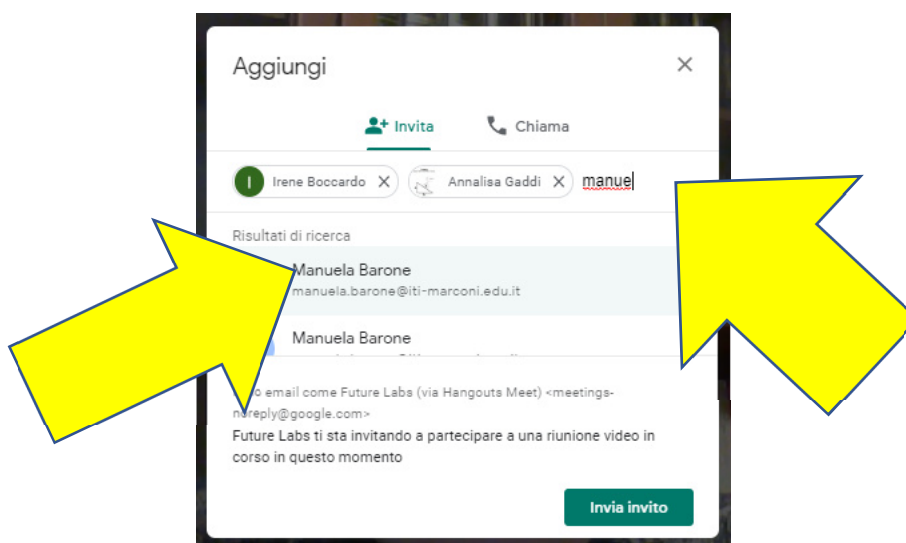 Aggiungi
Invita Chiama
I Irene Boccardo Annalisa Gaddi manue
Risultati di ricerca
Manuela Barone
manuela.barone@iti-marconi.edu.it
Manuela Barone
email come Future Labs (via Hangouts Meet) <meetings-
noreply@google.com>
Future Labs ti sta invitando a partecipare a una riunione video in
corso in questo momento
Invia invito